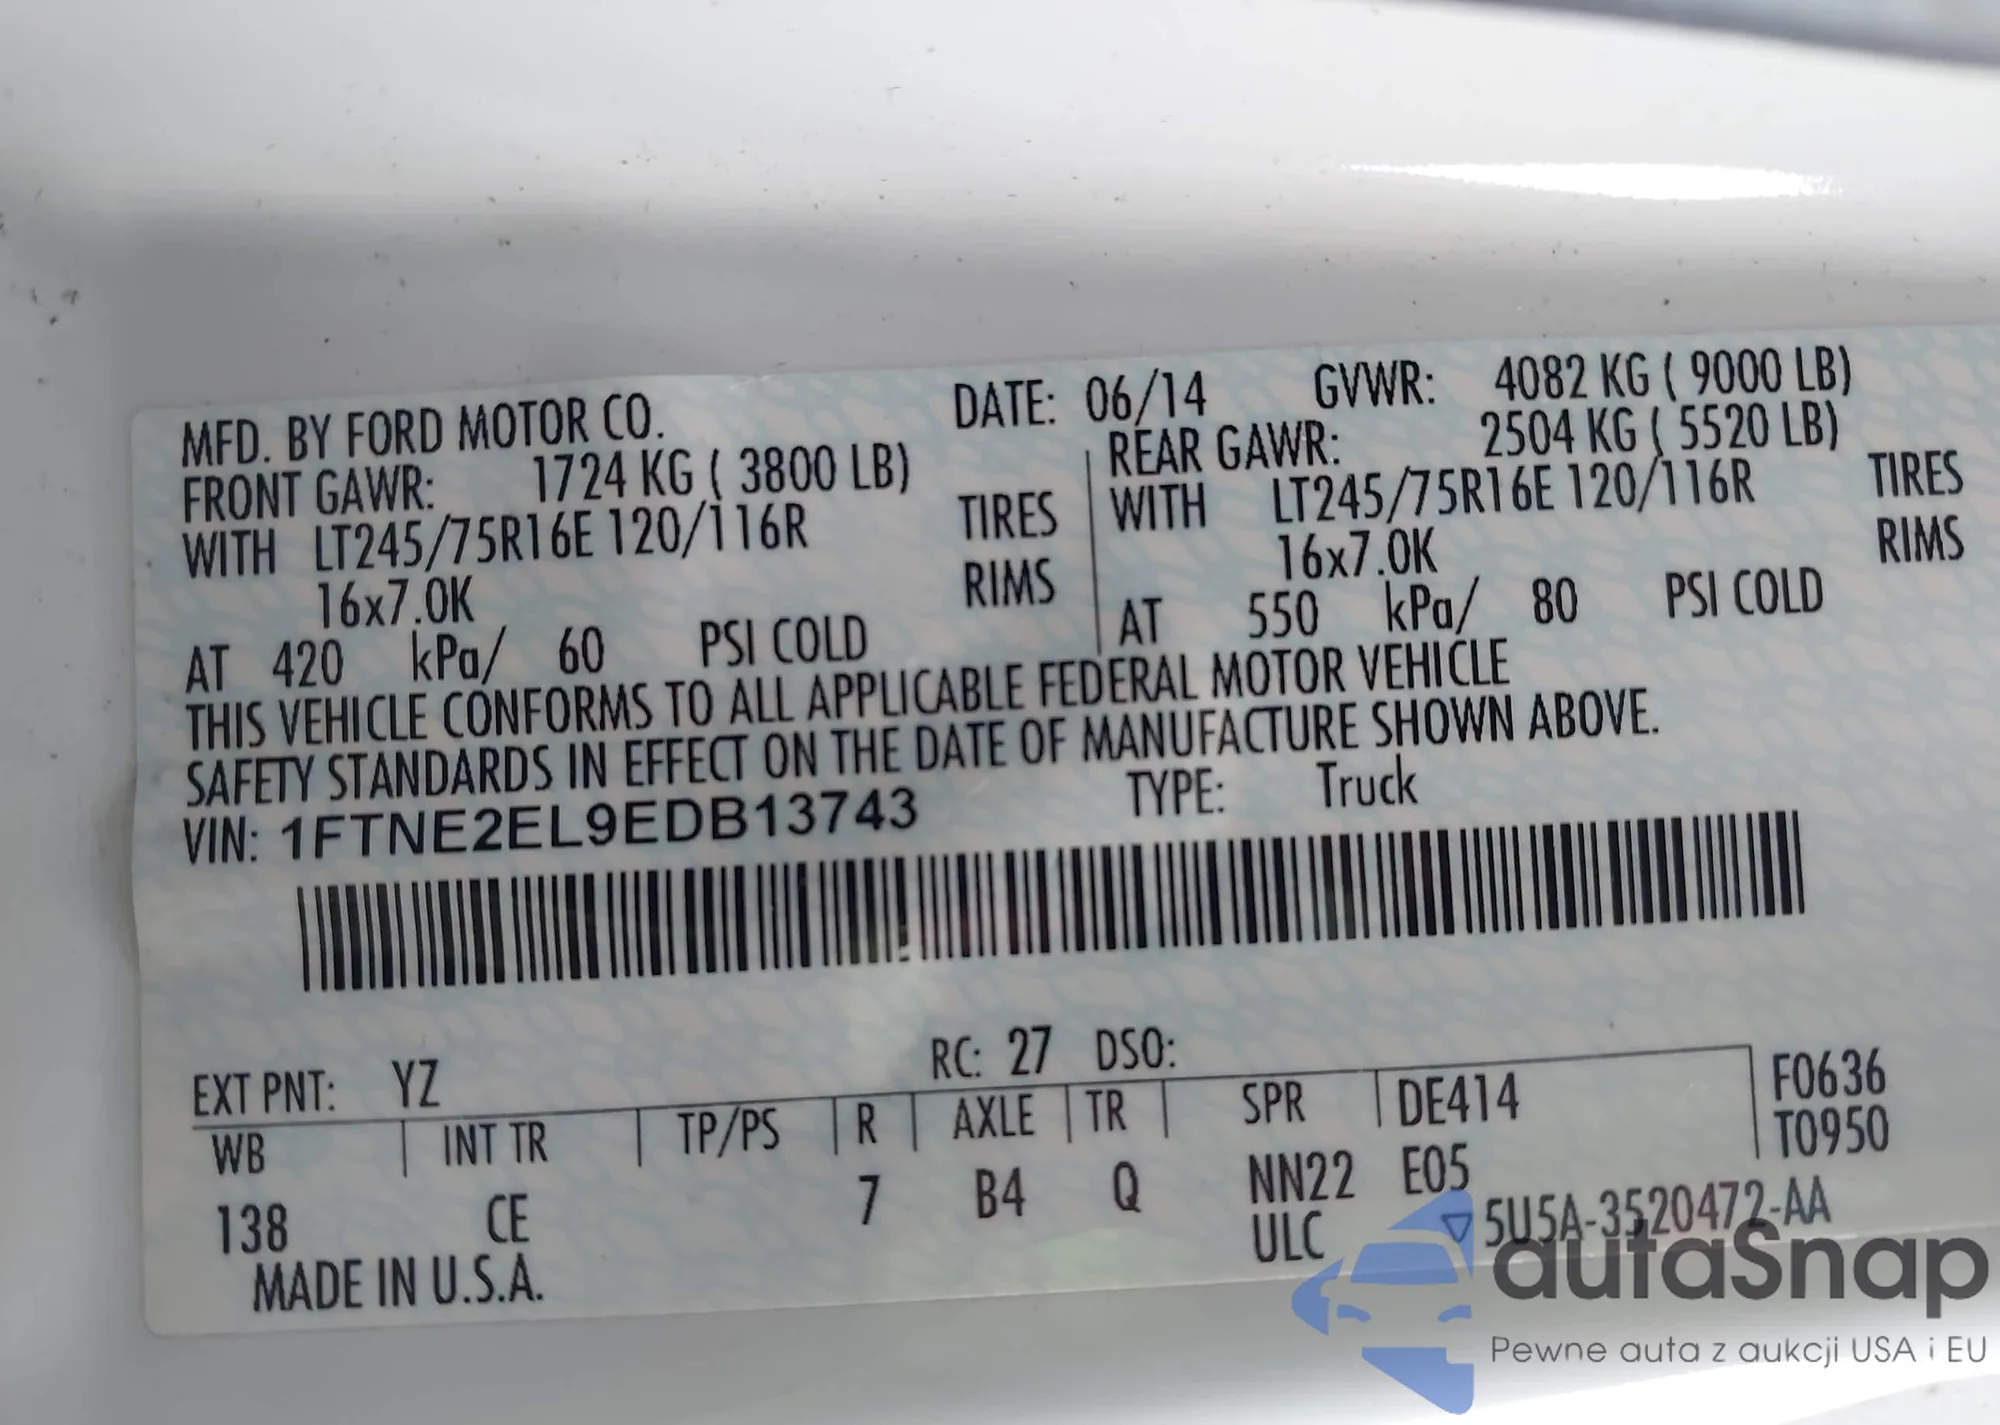 MFD. BY FORD MOTOR CO. DATE: 06/14 GVWR: 4082 KG ( 9000 LB)
FRONT GAWR: 1724 KG ( 3800 LB) REAR GAWR: 2504 KG ( 5520 LB)
WITH LT245/75R16E 120/116R TIRES WITH LT245/75R16E 120/116R TIRES
16x7.0K RIMS 16x7.0K RIMS
AT 420 kPa/ 60 PSI COLD AT 550 kPa/ 80 PSI COLD
THIS VEHICLE CONFORMS TO ALL APPLICABLE FEDERAL MOTOR VEHICLE
SAFETY STANDARDS IN EFFECT ON THE DATE OF MANUFACTURE SHOWN ABOVE.
VIN: 1FTNE2EL9EDB13743 TYPE: Truck
EXT PNT: YZ RC: 27 DSO:
WB INT TR TP/PS R AXLE TR SPR DE414 F0636
138 CE 7 B4 Q NN22 E05 T0950
ULC 5U5A-3520472-AA
MADE IN U.S.A.
autaSnap
Pewne auta z aukcji USA i EU